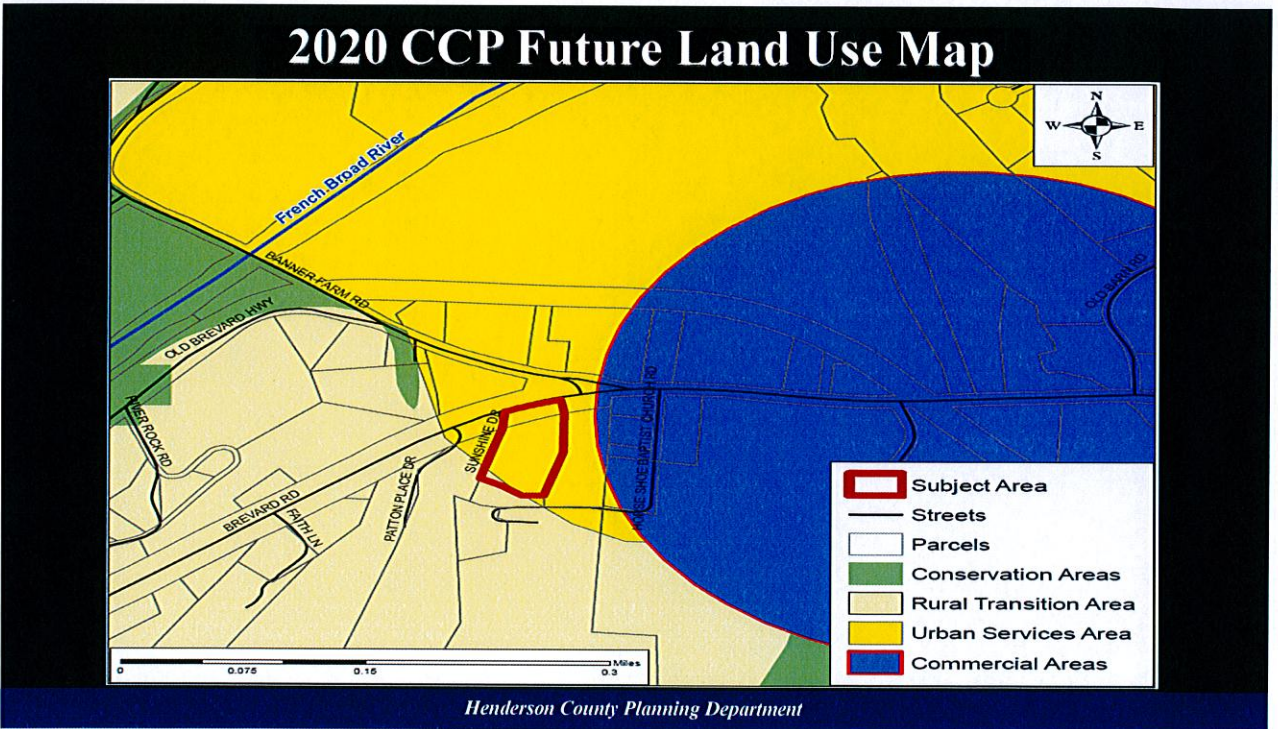 2020 CCP Future Land Use Map
N
W E
S
French Broad River
BANNER FARM RD
OLD BREVARD HWY
OLD BARN RD
RIVER ROCK RD
SUNSHINE DR
HORSE SHOE BAPTIST CHURCH RD
PATTON PLACE DR
BREVARD RD
FAITH LN
Subject Area
Streets
Parcels
Conservation Areas
Rural Transition Area
Urban Services Area
Commercial Areas
Miles
0 0.075 0.15 0.3
Henderson County Planning Department